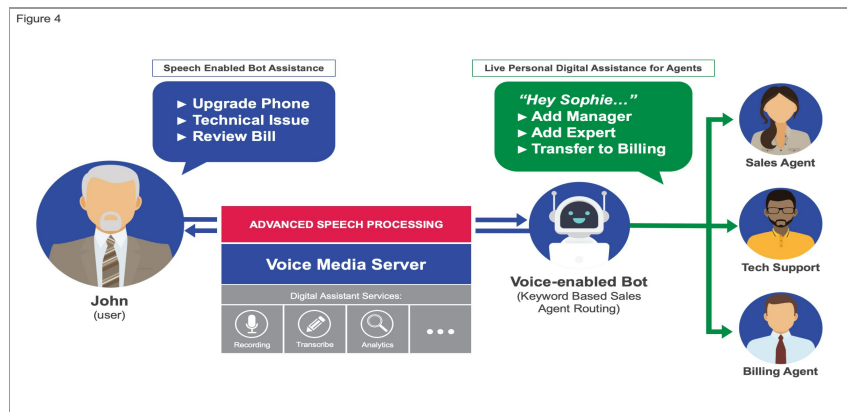 Figure 4
Speech Enabled Bot Assistance
► Upgrade Phone
► Technical Issue
► Review Bill
Live Personal Digital Assistance for Agents
“Hey Sophie…”
► Add Manager
► Add Expert
► Transfer to Billing
John
(user)
ADVANCED SPEECH PROCESSING
Voice Media Server
Digital Assistant Services:
Recording
Transcribe
Analytics
Voice-enabled Bot
(Keyword Based Sales
Agent Routing)
Sales Agent
Tech Support
Billing Agent